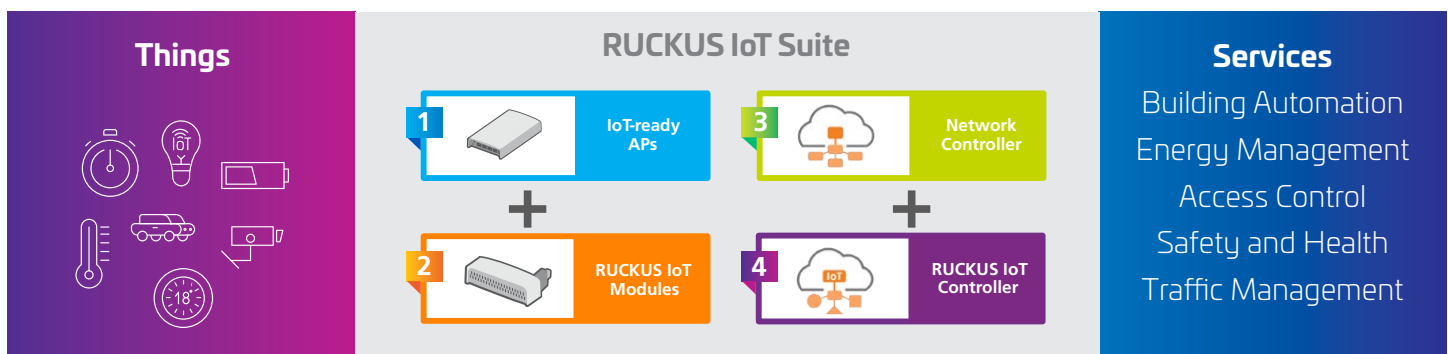 Things
IoT
18°
RUCKUS IoT Suite
1
IoT-ready
APs
2
RUCKUS IoT
Modules
3
Network
Controller
4
IoT
RUCKUS IoT
Controller
Services
Building Automation
Energy Management
Access Control
Safety and Health
Traffic Management